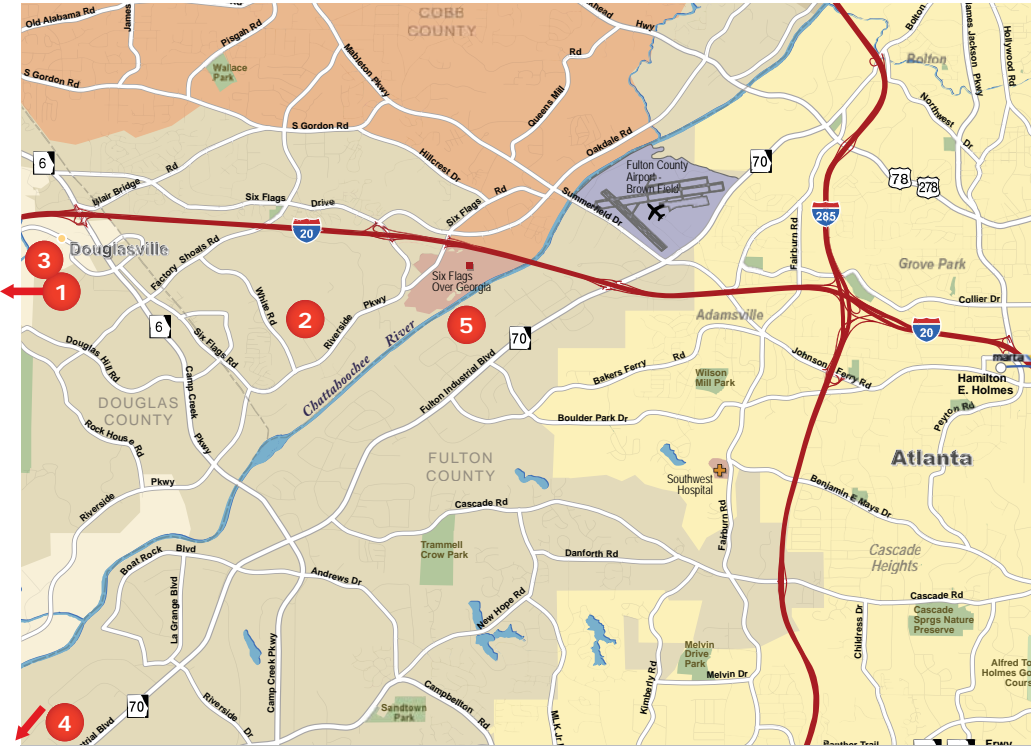 COBB
COUNTY
Old Alabama Rd
James
Pisgah Rd
Wallace
Park
Mableton Pkwy
Hwy
Rd
Queens Mill
Bolton
Bolton
James Jackson Pkwy
Hollywood Rd
S Gordon Rd
S Gordon Rd
Northwest Dr
Oakdale Rd
Hillcrest Dr
6
Blair Bridge Rd
Six Flags Drive
Six Flags Rd
Summerfield Dr
Fulton County
Airport -
Brown Field
70
78
278
285
20
Fairburn Rd
Douglasville
Factory Shoals Rd
3
1
2
5
White Rd
Riverside Pkwy
Six Flags
Over Georgia
Chattahoochee River
Grove Park
Collier Dr
Adamsville
20
marta
Hamilton
E. Holmes
6
Six Flags Rd
Douglas Hill Rd
Camp Creek Pkwy
70
Fulton Industrial Blvd
Bakers Ferry Rd
Wilson
Mill Park
Johnson Ferry Rd
Boulder Park Dr
Peyton Rd
DOUGLAS
COUNTY
Rock House Rd
FULTON
COUNTY
Atlanta
Southwest
Hospital
Benjamin E Mays Dr
Riverside Pkwy
Cascade Rd
Fairburn Rd
Trammell
Crow Park
Danforth Rd
Cascade
Heights
Boat Rock Blvd
Andrews Dr
La Grange Blvd
New Hope Rd
Cascade Rd
Cascade
Sprgs Nature
Preserve
Childress Dr
Camp Creek Pkwy
Melvin
Drive
Park
Melvin Dr
Kimberly Rd
Alfred To
Holmes Go
Cours
Campbellton Rd
Sandtown
Park
MLK Jr
Riverside Dr
70
4
strial Blvd
Panther Trail
Frwy